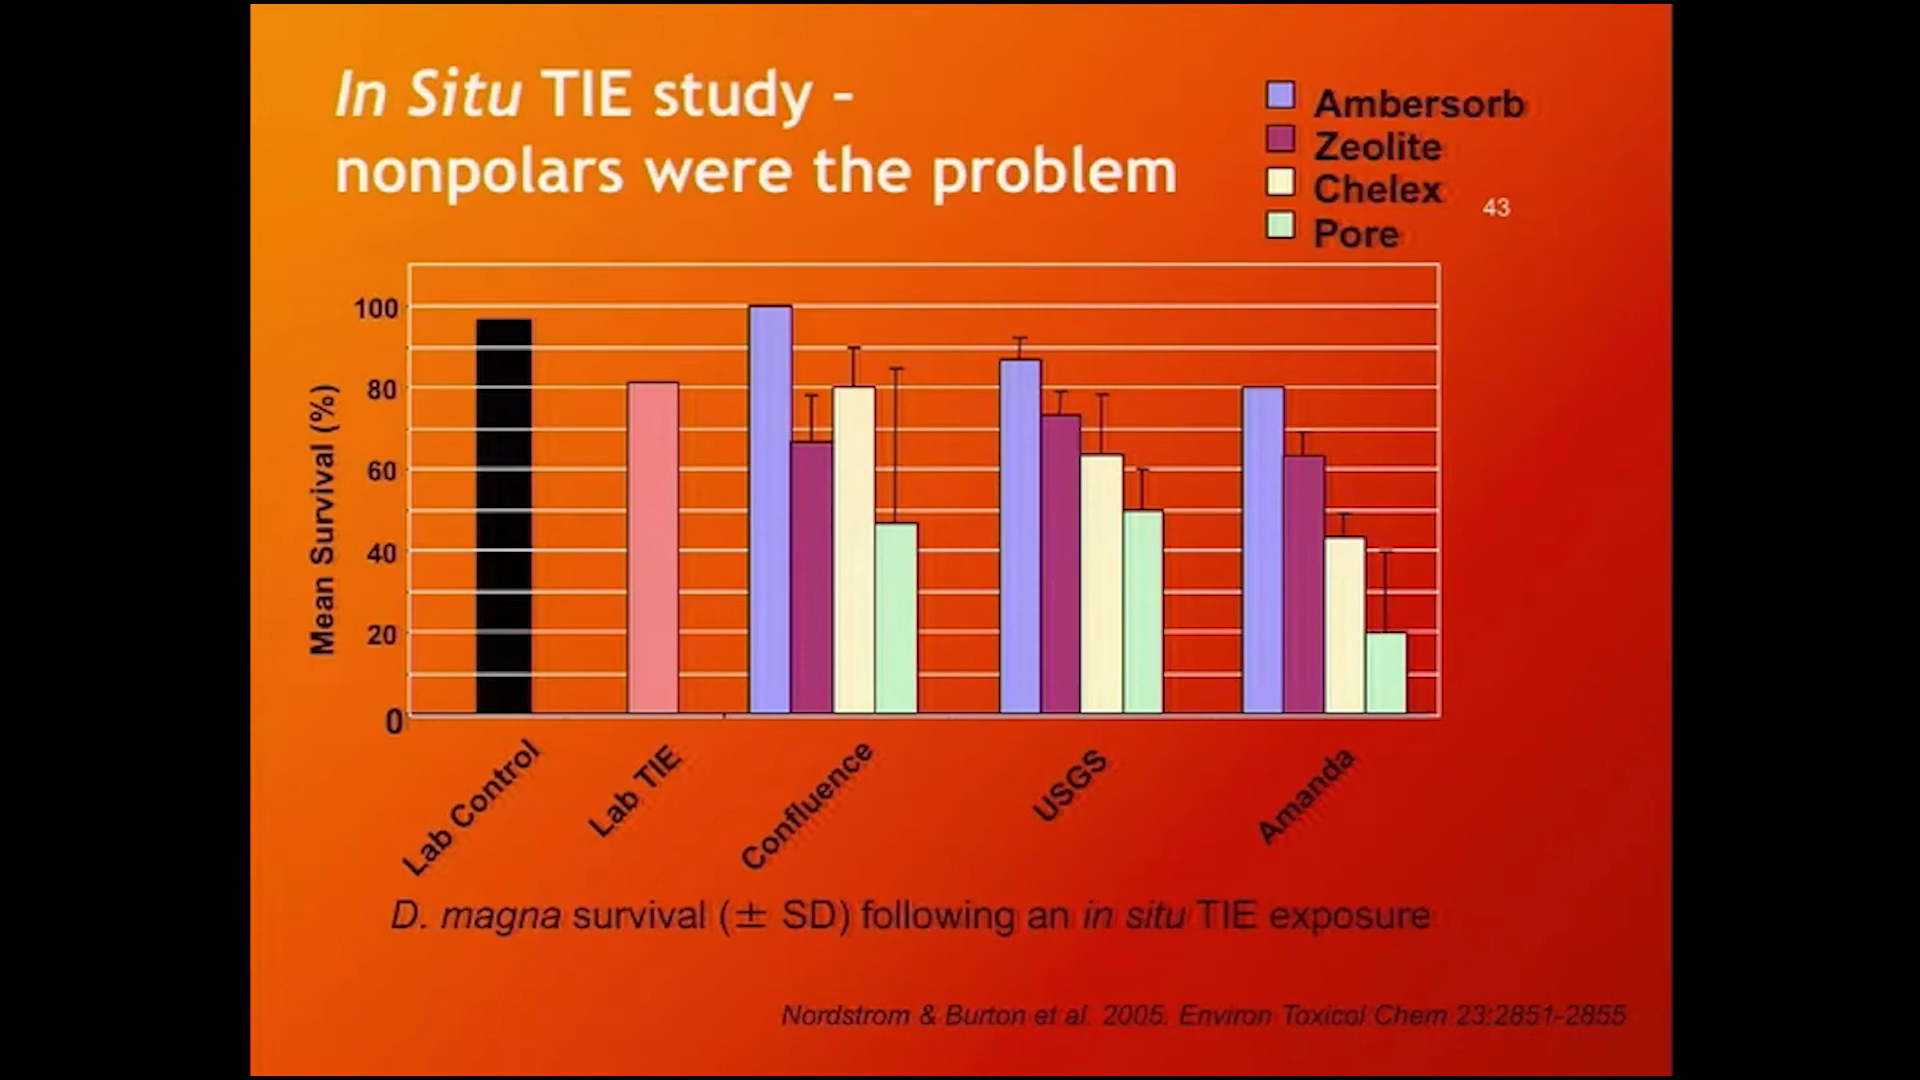 In Situ TIE study –
nonpolars were the problem
Ambersorb
Zeolite
Chelex
Pore
43
Mean Survival (%)
100
80
60
40
20
0
Lab Control
Lab TIE
Confluence
USGS
Amanda
D. magna survival (± SD) following an in situ TIE exposure
Nordstrom & Burton et al. 2005. Environ Toxicol Chem 23:2851-2855